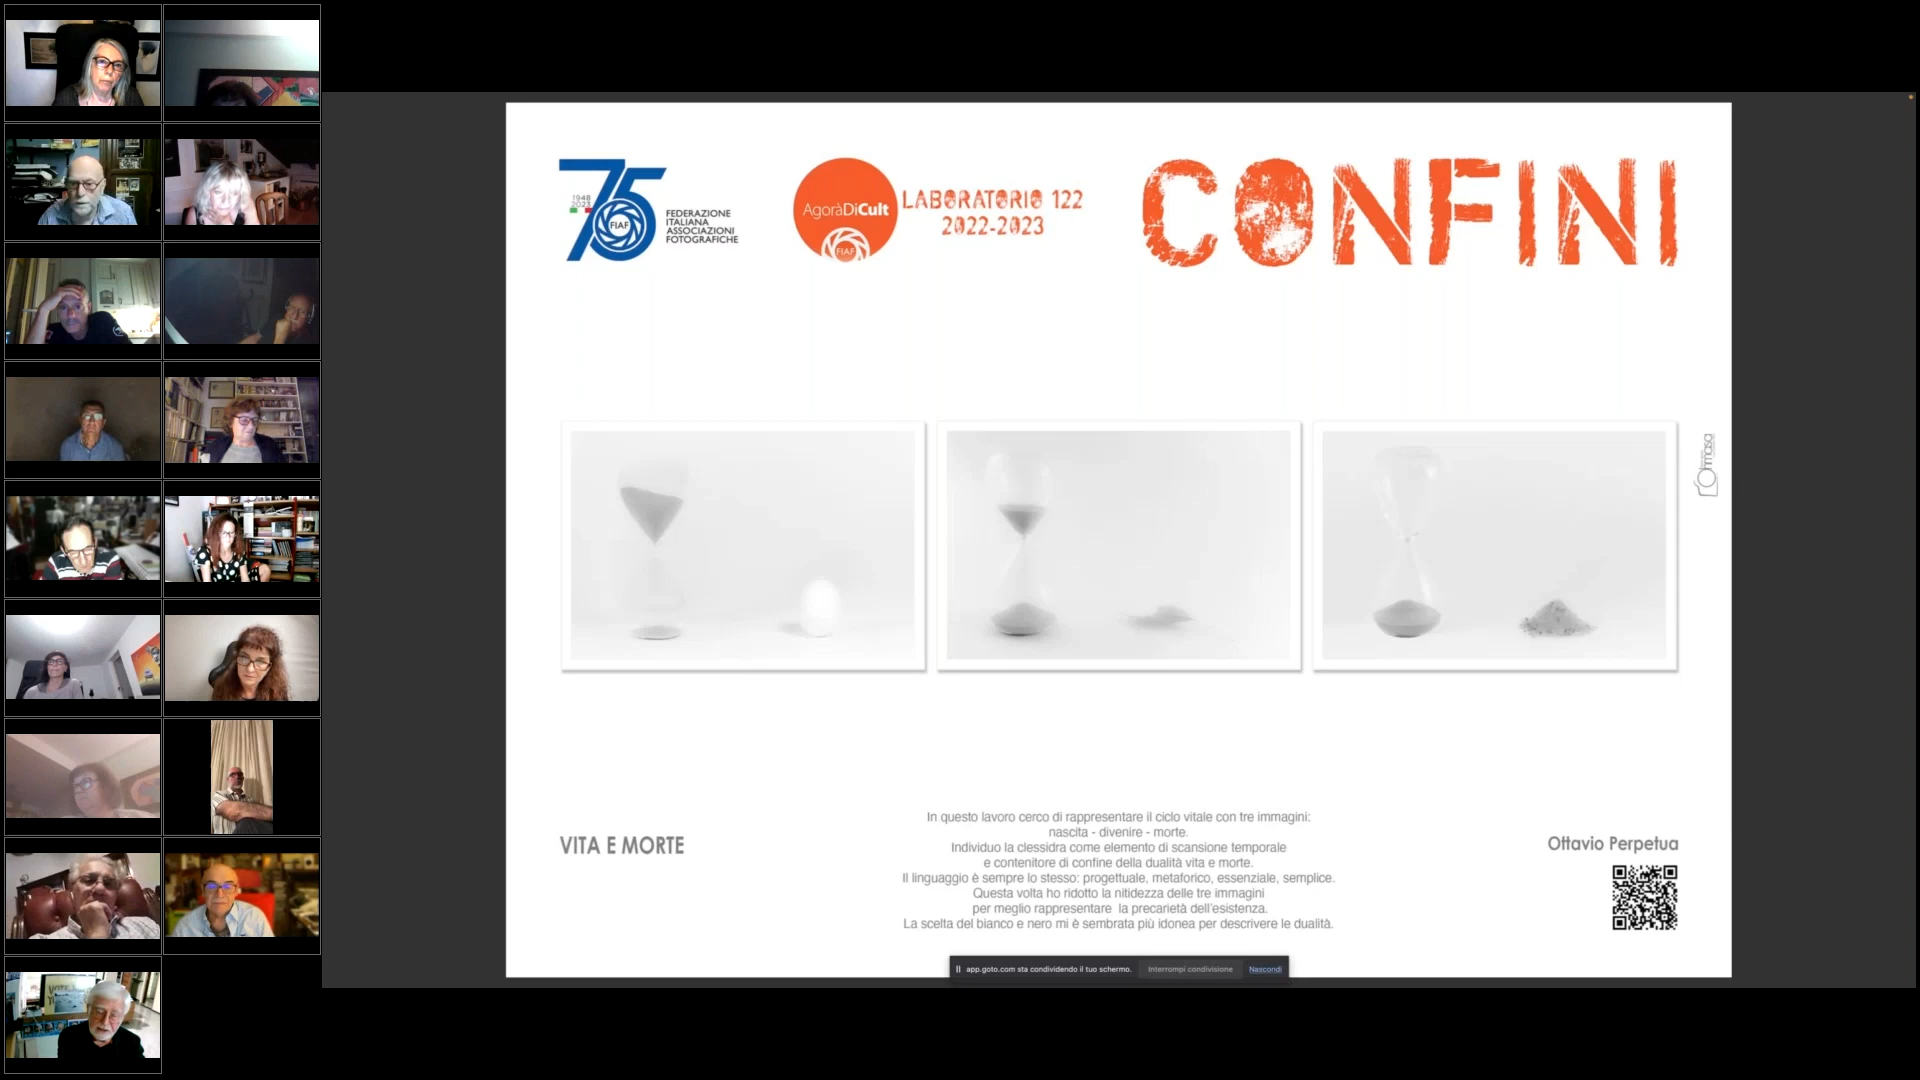 75
1948
2023
FIAF
FEDERAZIONE
ITALIANA
ASSOCIAZIONI
FOTOGRAFICHE
AgoràDiCult
FIAF
LABORATORIO 122
2022-2023
CONFINI
VITA E MORTE
In questo lavoro cerco di rappresentare il ciclo vitale con tre immagini:
nascita - divenire - morte.
Individuo la clessidra come elemento di scansione temporale
e contenitore di confine della dualità vita e morte.
Il linguaggio è sempre lo stesso: progettuale, metaforico, essenziale, semplice.
Questa volta ho ridotto la nitidezza delle tre immagini
per meglio rappresentare  la precarietà dell'esistenza.
La scelta del bianco e nero mi è sembrata più idonea per descrivere le dualità.
Ottavio Perpetua
app.goto.com sta condividendo il tuo schermo.
Interrompi condivisione
Nascondi